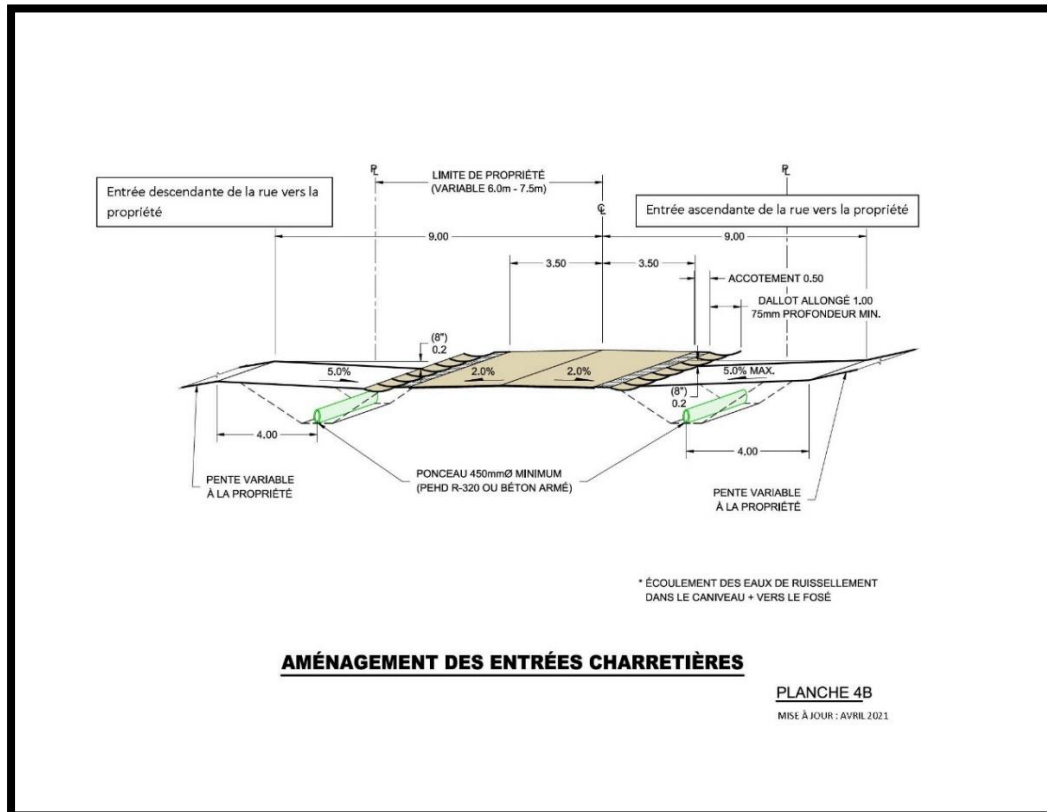 ℄
LIMITE DE PROPRIÉTÉ
(VARIABLE 6.0m - 7.5m)
Entrée descendante de la rue vers la
propriété
Entrée ascendante de la rue vers la propriété
9.00
9.00
3.50
3.50
ACCOTEMENT 0.50
DALLOT ALLONGÉ 1.00
75mm PROFONDEUR MIN.
(8")
0.2
5.0%
2.0%
2.0%
5.0% MAX.
(8")
0.2
4.00
4.00
PENTE VARIABLE
À LA PROPRIÉTÉ
PONCEAU 450mmØ MINIMUM
(PEHD R-320 OU BÉTON ARMÉ)
PENTE VARIABLE
À LA PROPRIÉTÉ
* ÉCOULEMENT DES EAUX DE RUISSELLEMENT
DANS LE CANIVEAU + VERS LE FOSÉ
AMÉNAGEMENT DES ENTRÉES CHARRETIÈRES
PLANCHE 4B
MISE À JOUR : AVRIL 2021